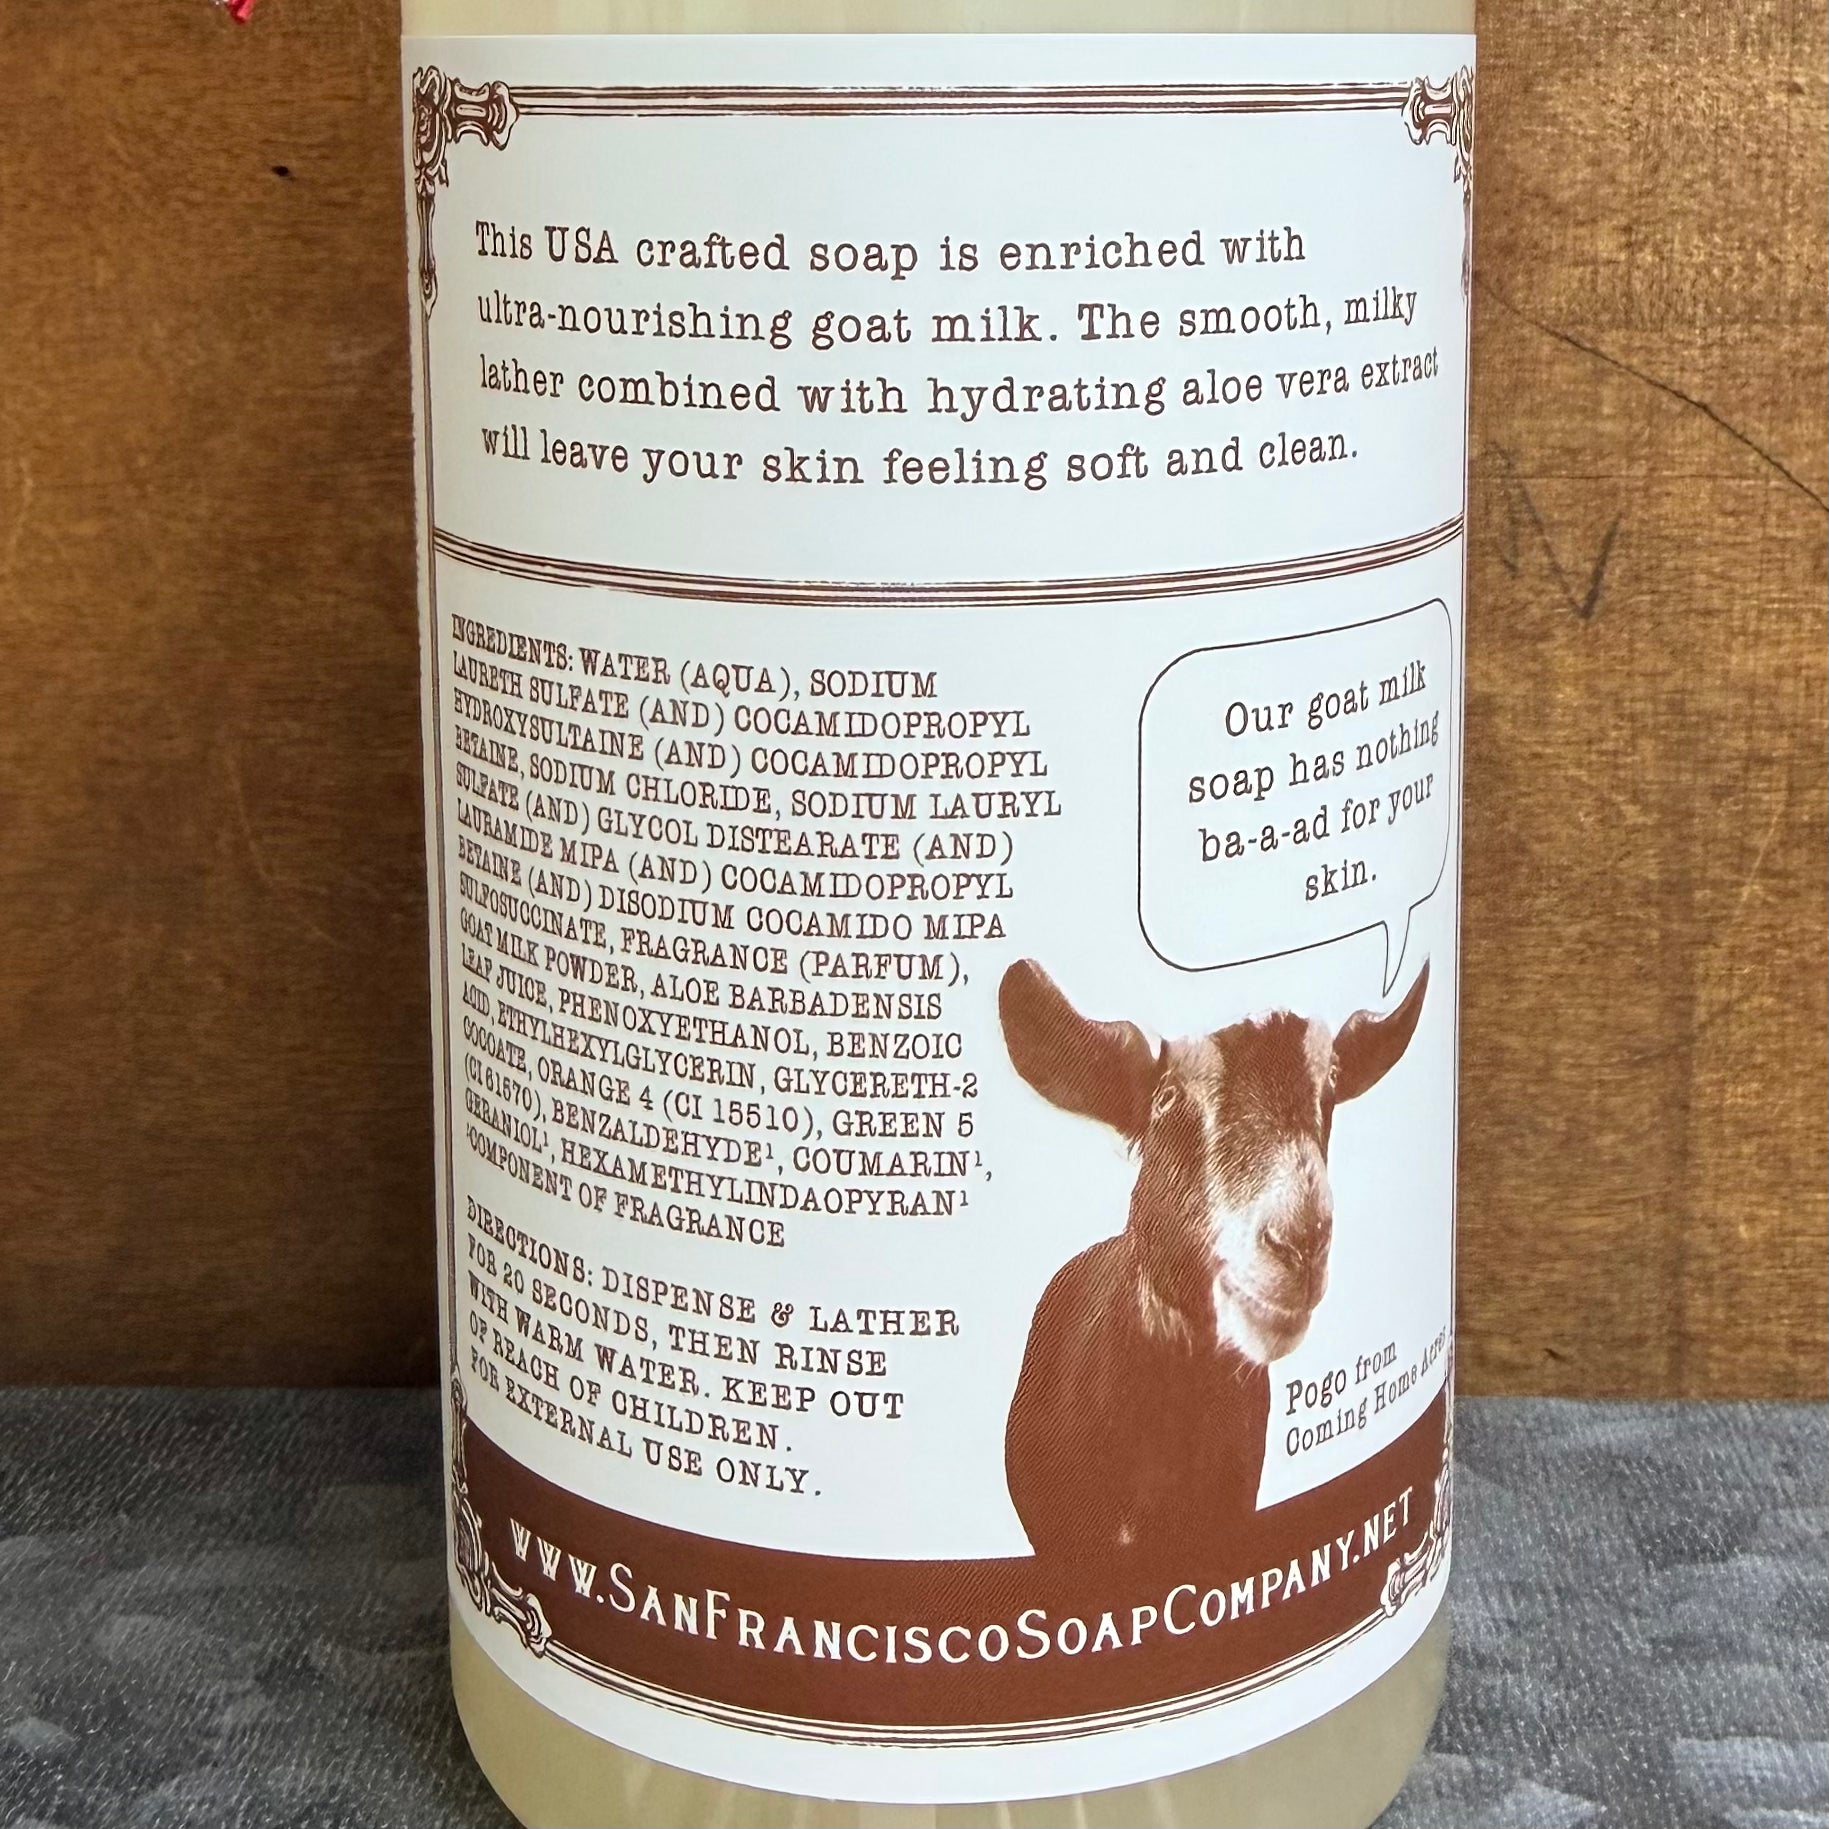 This USA crafted soap is enriched with
ultra-nourishing goat milk. The smooth, milky
lather combined with hydrating aloe vera extract
will leave your skin feeling soft and clean.
INGREDIENTS: WATER (AQUA), SODIUM
LAURETH SULFATE (AND) COCAMIDOPROPYL
HYDROXYSULTAINE (AND) COCAMIDOPROPYL
BETAINE, SODIUM CHLORIDE, SODIUM LAURYL
SULFATE (AND) GLYCOL DISTEARATE (AND)
LAURAMIDE MIPA (AND) COCAMIDOPROPYL
BETAINE (AND) DISODIUM COCAMIDO MIPA
SULFOSUCCINATE, FRAGRANCE (PARFUM),
GOAT MILK POWDER, ALOE BARBADENSIS
LEAF JUICE, PHENOXYETHANOL, BENZOIC
ACID, ETHYLHEXYLGLYCERIN, GLYCERETH-2
COCOATE, ORANGE 4 (CI 15510), GREEN 5
(CI 61570), BENZALDEHYDE¹, COUMARIN¹,
GERANIOL¹, HEXAMETHYLINDAOPYRAN¹
¹COMPONENT OF FRAGRANCE
DIRECTIONS: DISPENSE & LATHER
FOR 20 SECONDS, THEN RINSE
WITH WARM WATER. KEEP OUT
OF REACH OF CHILDREN.
FOR EXTERNAL USE ONLY.
Our goat milk
soap has nothing
ba-a-ad for your
skin.
Pogo from
Coming Home Acres
www.SanFranciscoSoapCompany.net